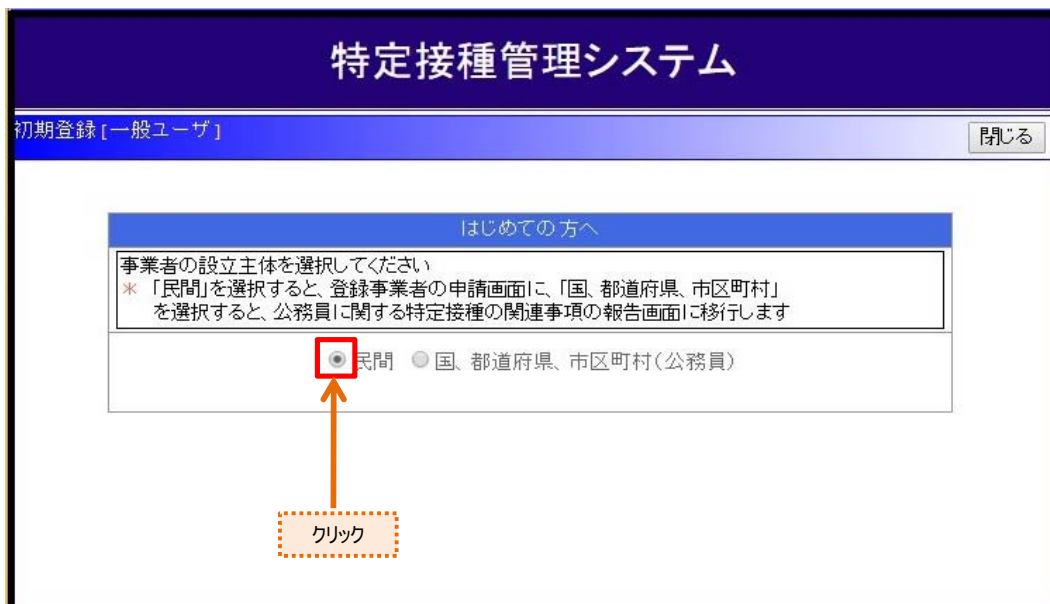 特定接種管理システム
初期登録[一般ユーザ]
閉じる
はじめての方へ
事業者の設立主体を選択してください
＊ 「民間」を選択すると、登録事業者の申請画面に、「国、都道府県、市区町村」
を選択すると、公務員に関する特定接種の関連事項の報告画面に移行します
民間 国、都道府県、市区町村(公務員)
クリック